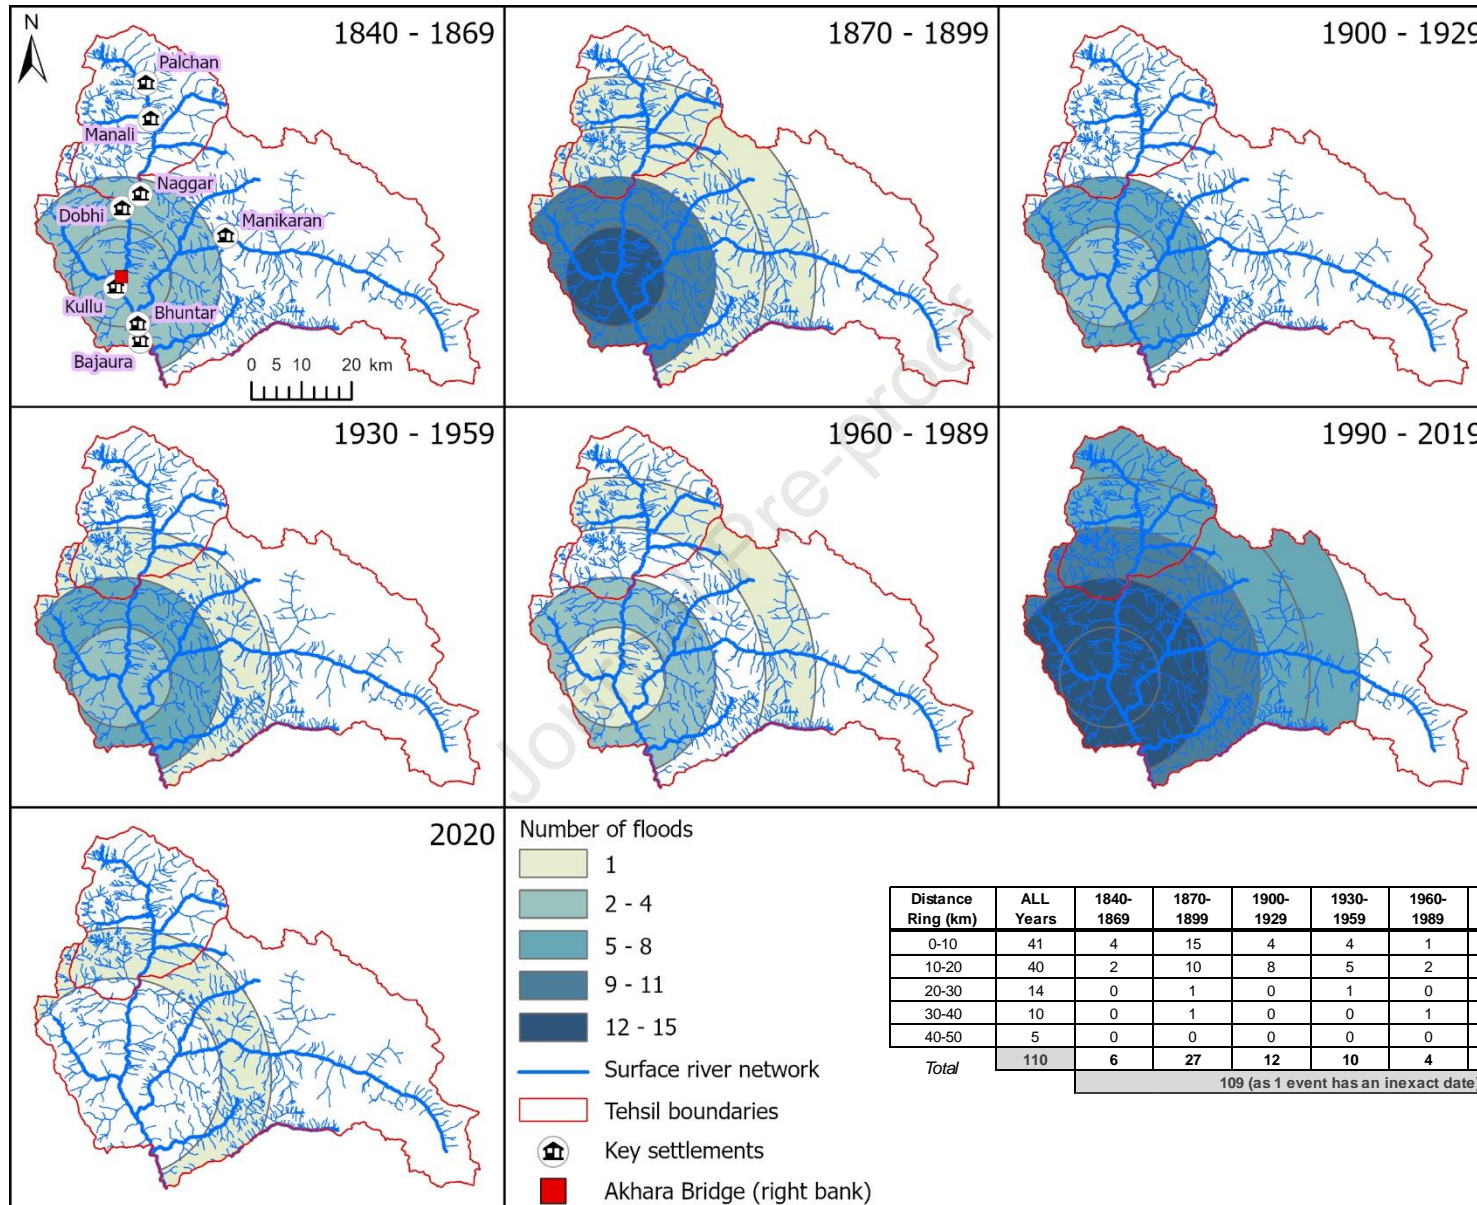 N
1840 - 1869
Palchan
Manali
Naggar
Dobhi
Manikaran
Kullu
Bhuntar
Bajaura
0 5 10 20 km
1870 - 1899
1900 - 1929
1930 - 1959
1960 - 1989
1990 - 2019
2020
Journal Pre-proof
Number of floods
1
2 - 4
5 - 8
9 - 11
12 - 15
Surface river network
Tehsil boundaries
Key settlements
Akhara Bridge (right bank)
Distance Ring (km) ALL Years 1840-1869 1870-1899 1900-1929 1930-1959 1960-1989
0-10 41 4 15 4 4 1
10-20 40 2 10 8 5 2
20-30 14 0 1 0 1 0
30-40 10 0 1 0 0 1
40-50 5 0 0 0 0 0
Total 110 6 27 12 10 4
109 (as 1 event has an inexact date)